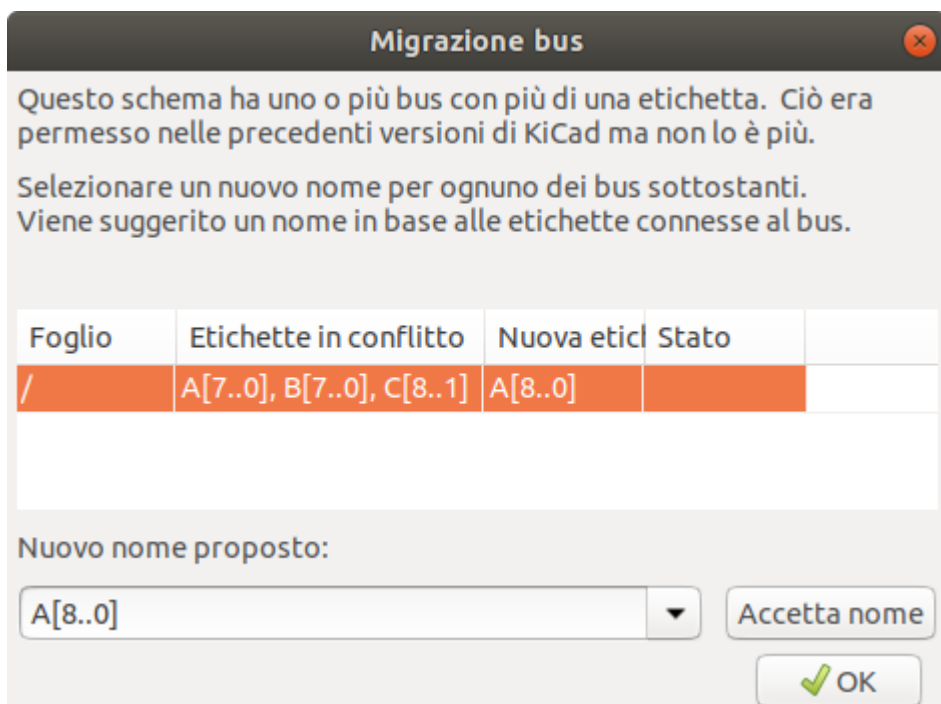 Migrazione bus
Questo schema ha uno o più bus con più di una etichetta. Ciò era
permesso nelle precedenti versioni di KiCad ma non lo è più.
Selezionare un nuovo nome per ognuno dei bus sottostanti.
Viene suggerito un nome in base alle etichette connesse al bus.
Foglio Etichette in conflitto Nuova etich Stato
/ A[7..0], B[7..0], C[8..1] A[8..0]
Nuovo nome proposto:
A[8..0] Accetta nome
OK